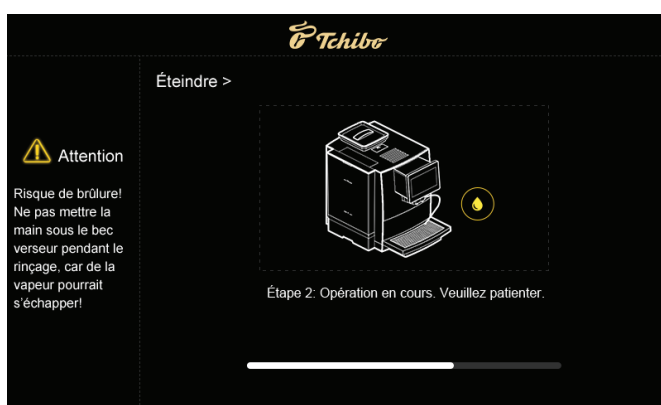 Tchibo
Éteindre >
Attention
Risque de brûlure!
Ne pas mettre la
main sous le bec
verseur pendant le
rinçage, car de la
vapeur pourrait
s'échapper!
Étape 2: Opération en cours. Veuillez patienter.